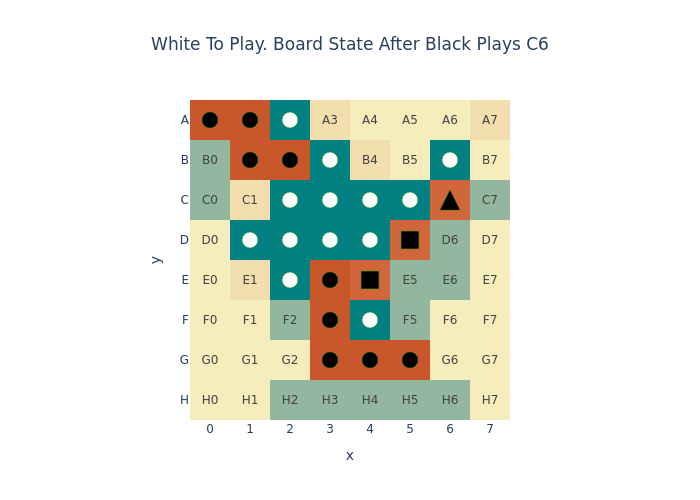 White To Play. Board State After Black Plays C6
A A3 A4 A5 A6 A7
B B0 B4 B5 B7
C C0 C1 C7
D D0 D6 D7
E E0 E1 E5 E6 E7
F F0 F1 F2 F5 F6 F7
G G0 G1 G2 G6 G7
H H0 H1 H2 H3 H4 H5 H6 H7
0 1 2 3 4 5 6 7
x
y